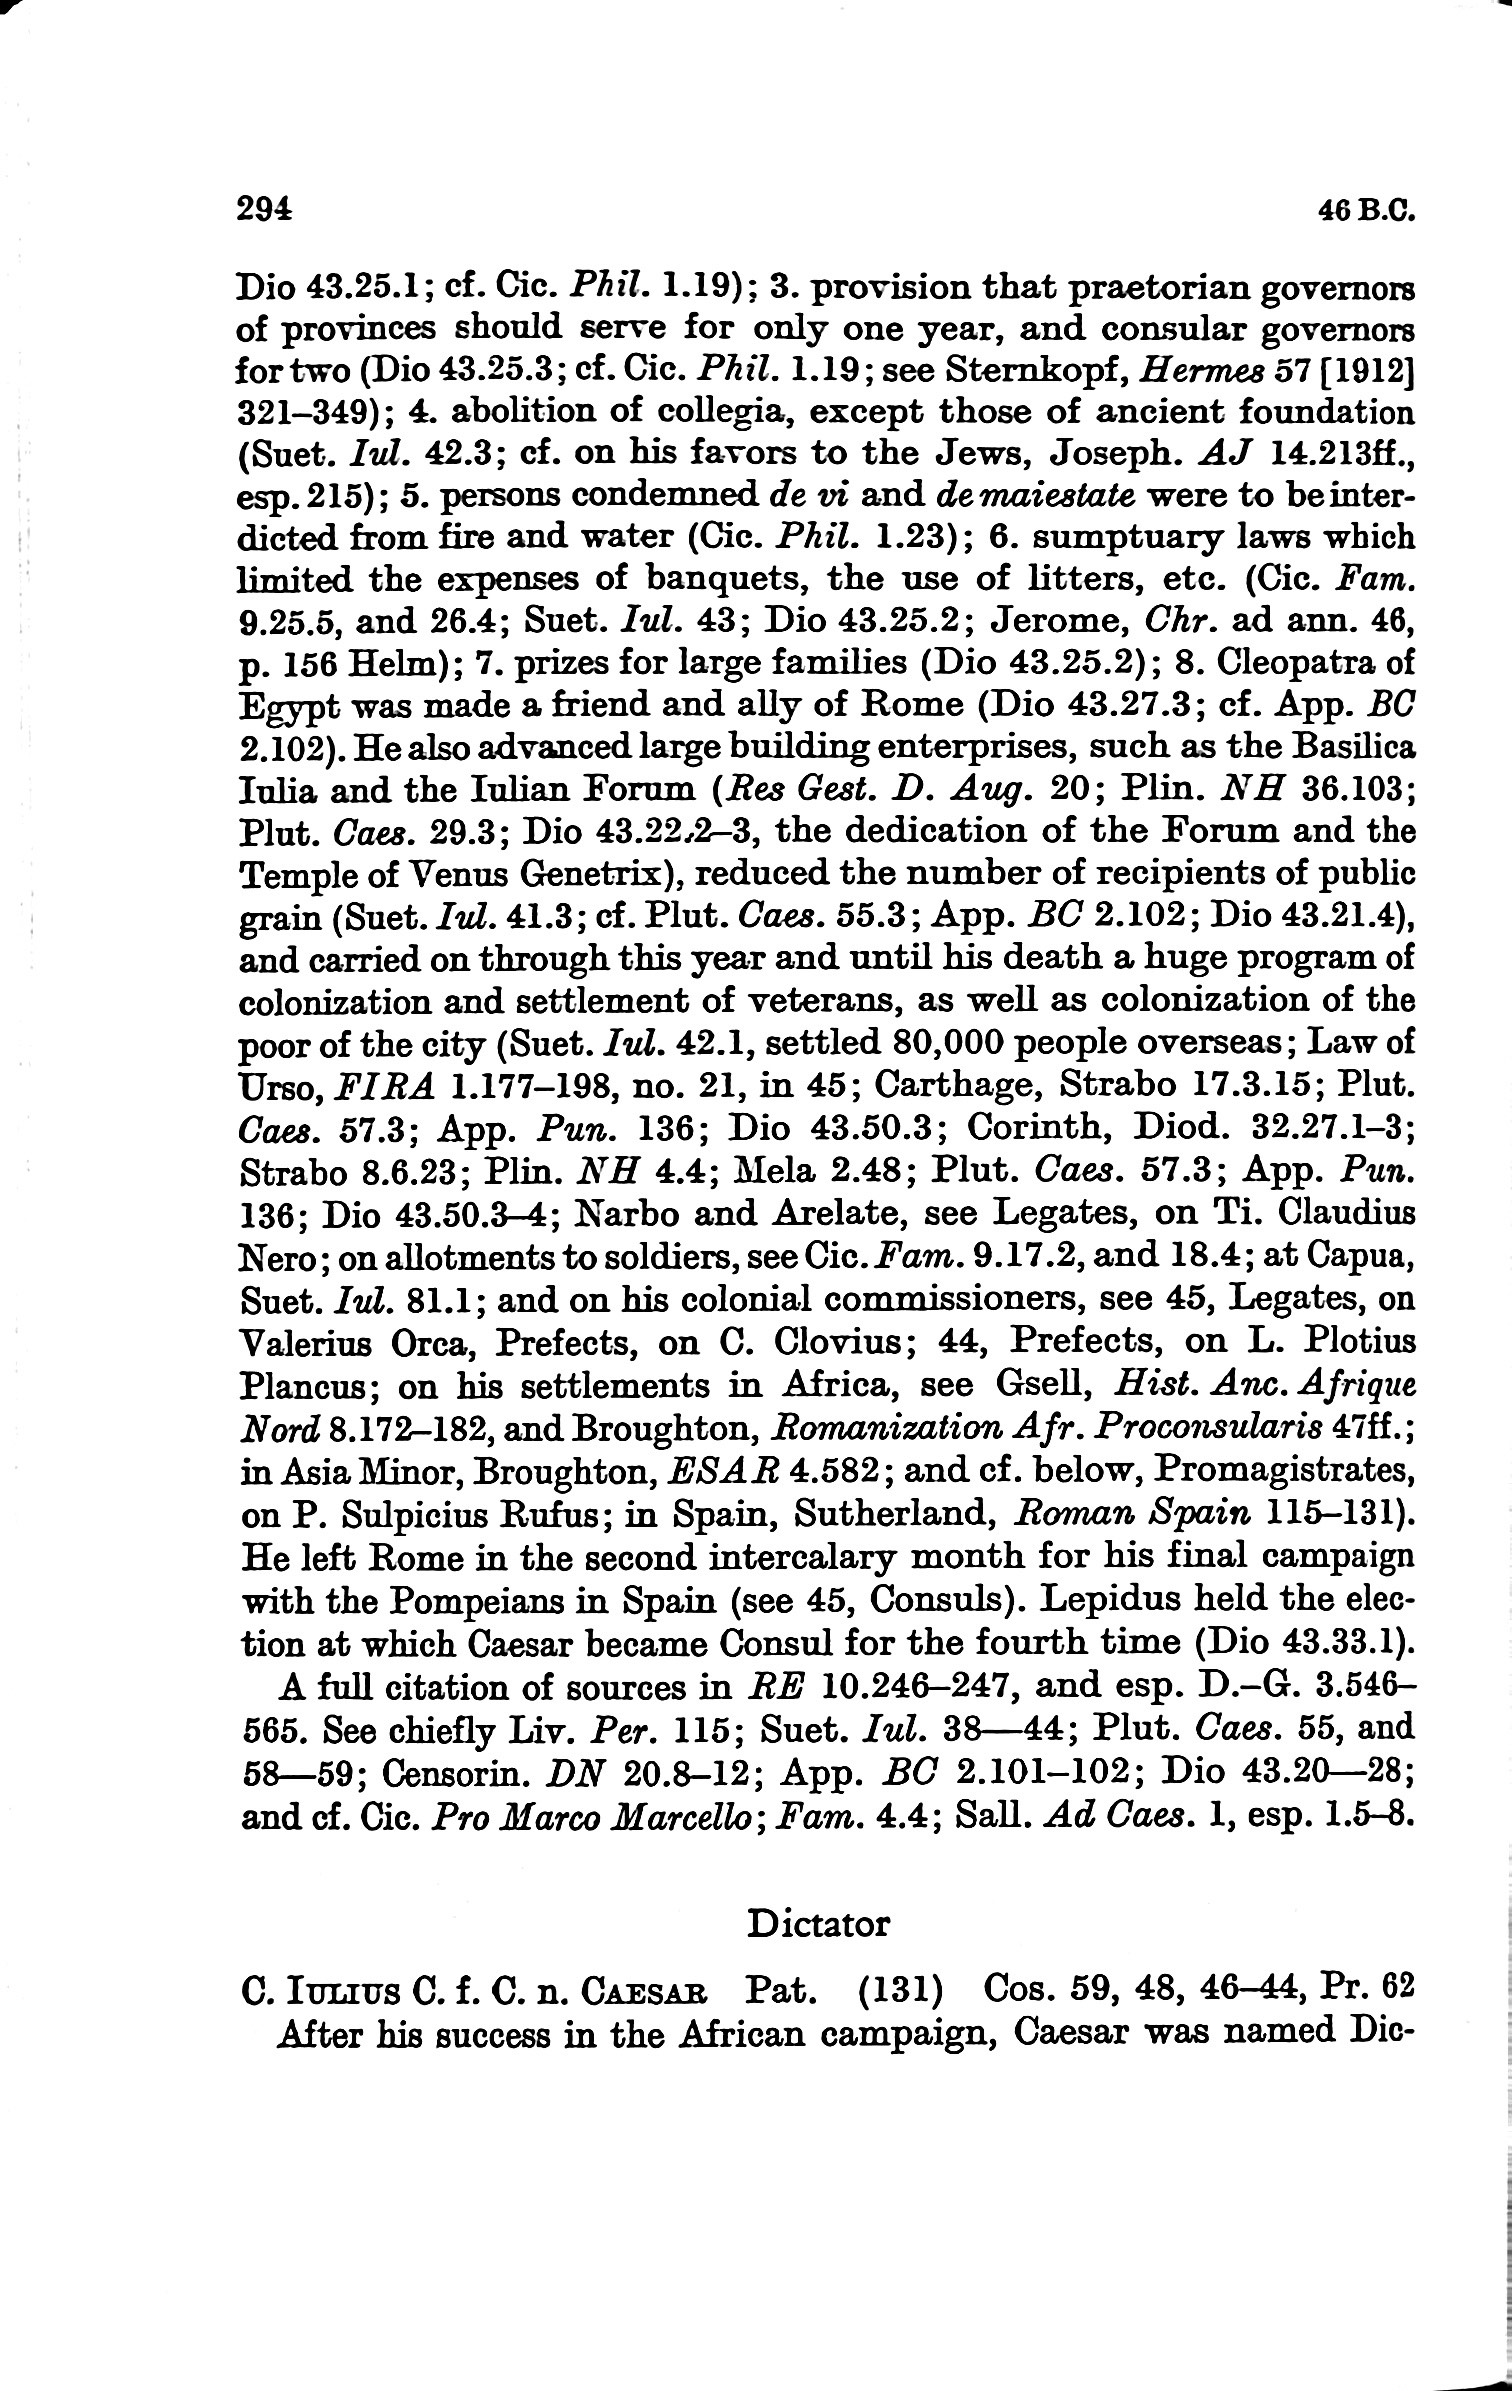 294 46 B.C.
Dio 43.25.1; cf. Cic. Phil. 1.19); 3. provision that praetorian governors
of provinces should serve for only one year, and consular governors
for two (Dio 43.25.3; cf. Cic. Phil. 1.19; see Sternkopf, Hermes 57 [1912]
321–349); 4. abolition of collegia, except those of ancient foundation
(Suet. Iul. 42.3; cf. on his favors to the Jews, Joseph. AJ 14.213ff.,
esp. 215); 5. persons condemned de vi and de maiestate were to be inter-
dicted from fire and water (Cic. Phil. 1.23); 6. sumptuary laws which
limited the expenses of banquets, the use of litters, etc. (Cic. Fam.
9.25.5, and 26.4; Suet. Iul. 43; Dio 43.25.2; Jerome, Chr. ad ann. 46,
p. 156 Helm); 7. prizes for large families (Dio 43.25.2); 8. Cleopatra of
Egypt was made a friend and ally of Rome (Dio 43.27.3; cf. App. BC
2.102). He also advanced large building enterprises, such as the Basilica
Iulia and the Iulian Forum (Res Gest. D. Aug. 20; Plin. NH 36.103;
Plut. Caes. 29.3; Dio 43.22.2–3, the dedication of the Forum and the
Temple of Venus Genetrix), reduced the number of recipients of public
grain (Suet. Iul. 41.3; cf. Plut. Caes. 55.3; App. BC 2.102; Dio 43.21.4),
and carried on through this year and until his death a huge program of
colonization and settlement of veterans, as well as colonization of the
poor of the city (Suet. Iul. 42.1, settled 80,000 people overseas; Law of
Urso, FIRA 1.177–198, no. 21, in 45; Carthage, Strabo 17.3.15; Plut.
Caes. 57.3; App. Pun. 136; Dio 43.50.3; Corinth, Diod. 32.27.1–3;
Strabo 8.6.23; Plin. NH 4.4; Mela 2.48; Plut. Caes. 57.3; App. Pun.
136; Dio 43.50.3–4; Narbo and Arelate, see Legates, on Ti. Claudius
Nero; on allotments to soldiers, see Cic. Fam. 9.17.2, and 18.4; at Capua,
Suet. Iul. 81.1; and on his colonial commissioners, see 45, Legates, on
Valerius Orca, Prefects, on C. Clovius; 44, Prefects, on L. Plotius
Plancus; on his settlements in Africa, see Gsell, Hist. Anc. Afrique
Nord 8.172–182, and Broughton, Romanization Afr. Proconsularis 47ff.;
in Asia Minor, Broughton, ESAR 4.582; and cf. below, Promagistrates,
on P. Sulpicius Rufus; in Spain, Sutherland, Roman Spain 115–131).
He left Rome in the second intercalary month for his final campaign
with the Pompeians in Spain (see 45, Consuls). Lepidus held the elec-
tion at which Caesar became Consul for the fourth time (Dio 43.33.1).
A full citation of sources in RE 10.246–247, and esp. D.–G. 3.546–
565. See chiefly Liv. Per. 115; Suet. Iul. 38—44; Plut. Caes. 55, and
58—59; Censorin. DN 20.8–12; App. BC 2.101–102; Dio 43.20—28;
and cf. Cic. Pro Marco Marcello; Fam. 4.4; Sall. Ad Caes. 1, esp. 1.5–8.
Dictator
C. IULIUS C. f. C. n. CAESAR Pat. (131) Cos. 59, 48, 46–44, Pr. 62
After his success in the African campaign, Caesar was named Dic-